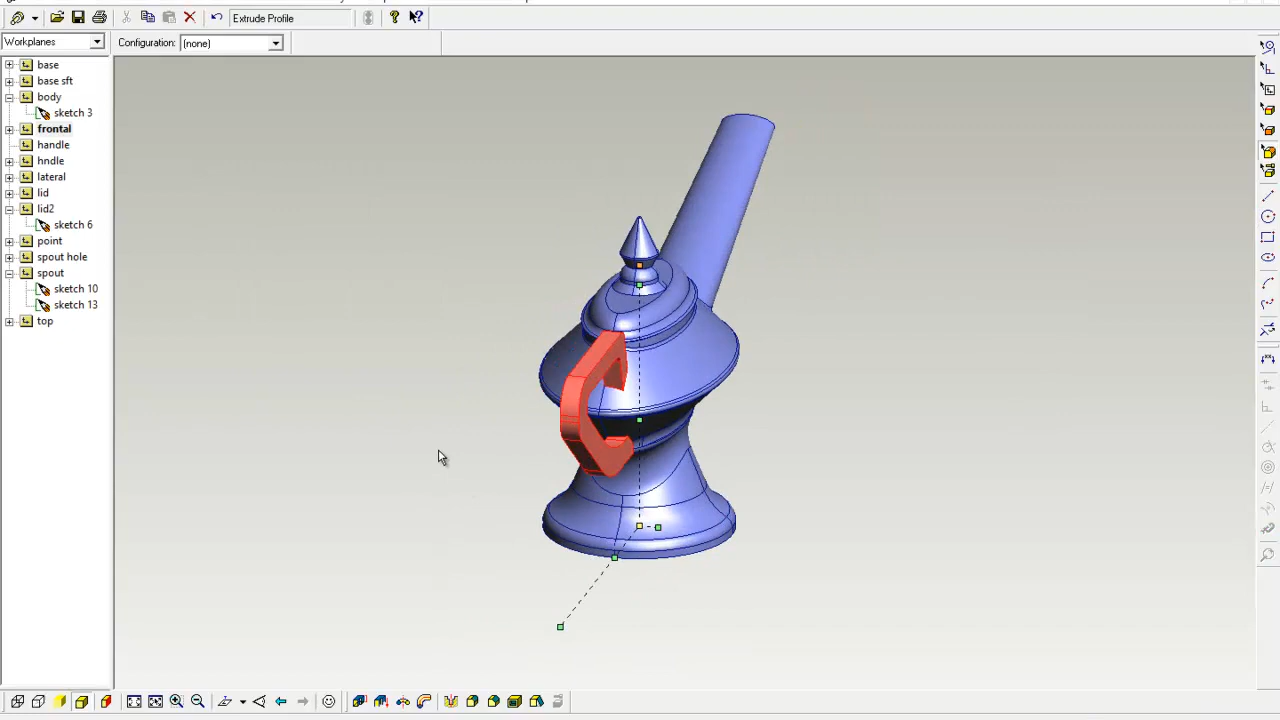 Extrude Profile
Workplanes
Configuration: (none)
base
base sft
body
sketch 3
frontal
handle
hndle
lateral
lid
lid2
sketch 6
point
spout hole
spout
sketch 10
sketch 13
top